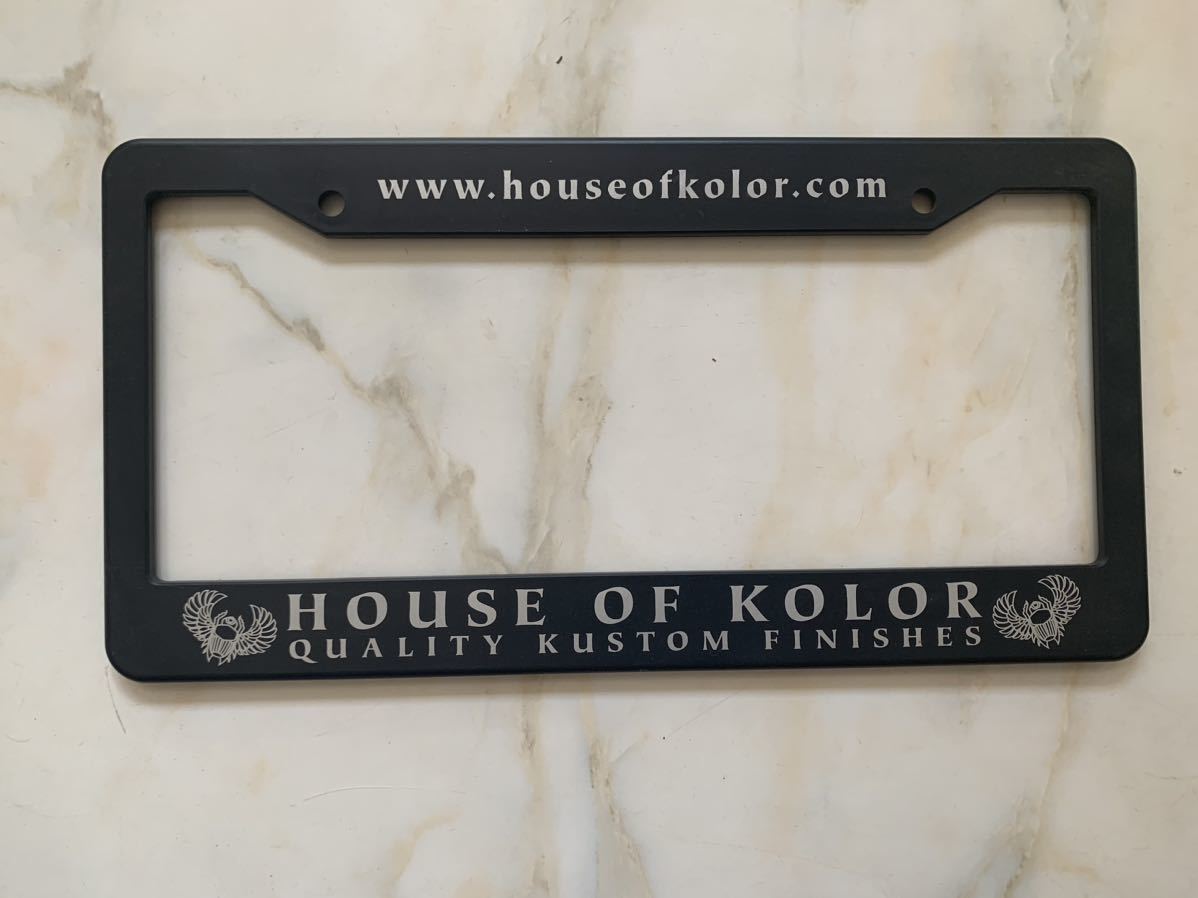 www.houseofkolor.com
HOUSE OF KOLOR
QUALITY KUSTOM FINISHES